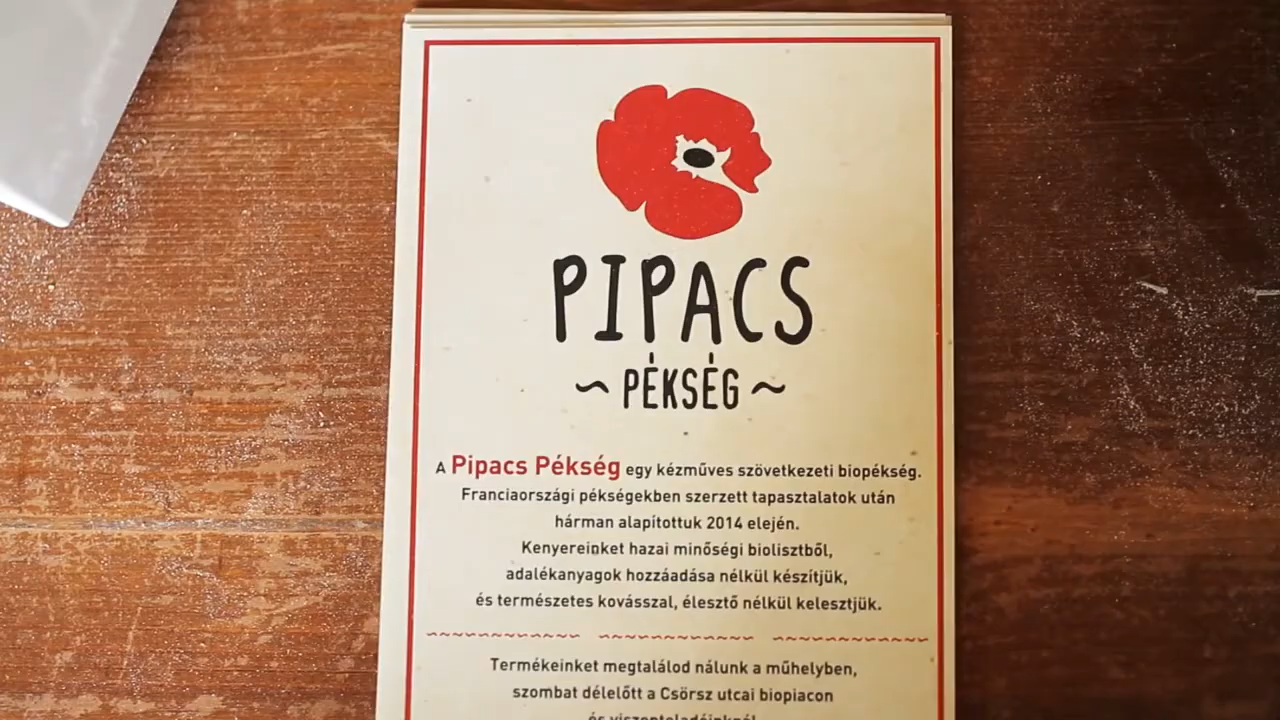 PIPACS
~ PÉKSÉG ~
A Pipacs Pékség egy kézműves szövetkezeti biopékség.
Franciaországi pékségekben szerzett tapasztalatok után
hárman alapítottuk 2014 elején.
Kenyereinket hazai minőségi biolisztből,
adalékanyagok hozzáadása nélkül készítjük,
és természetes kovásszal, élesztő nélkül kelesztjük.
Termékeinket megtalálod nálunk a műhelyben,
szombat délelőtt a Csörsz utcai biopiacon
és viszonteladóinknál